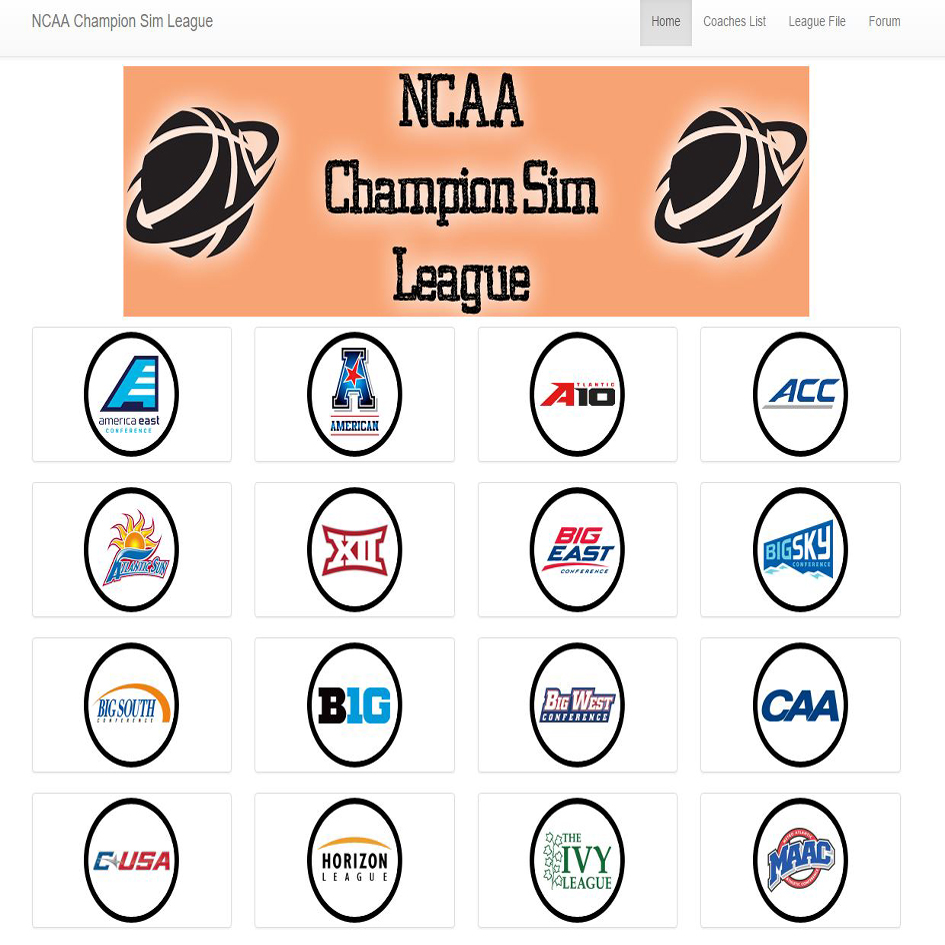 NCAA Champion Sim League
Home
Coaches List
League File
Forum
NCAA
Champion Sim
League
america east
CONFERENCE
A
AMERICAN
ATLANTIC
A10
ACC
ATLANTIC SUN
XII
BIG
EAST
CONFERENCE
BIG SKY
CONFERENCE
BIG SOUTH
CONFERENCE
B1G
BIG WEST
CONFERENCE
CAA
C USA
HORIZON
LEAGUE
THE
IVY
LEAGUE
MAAC